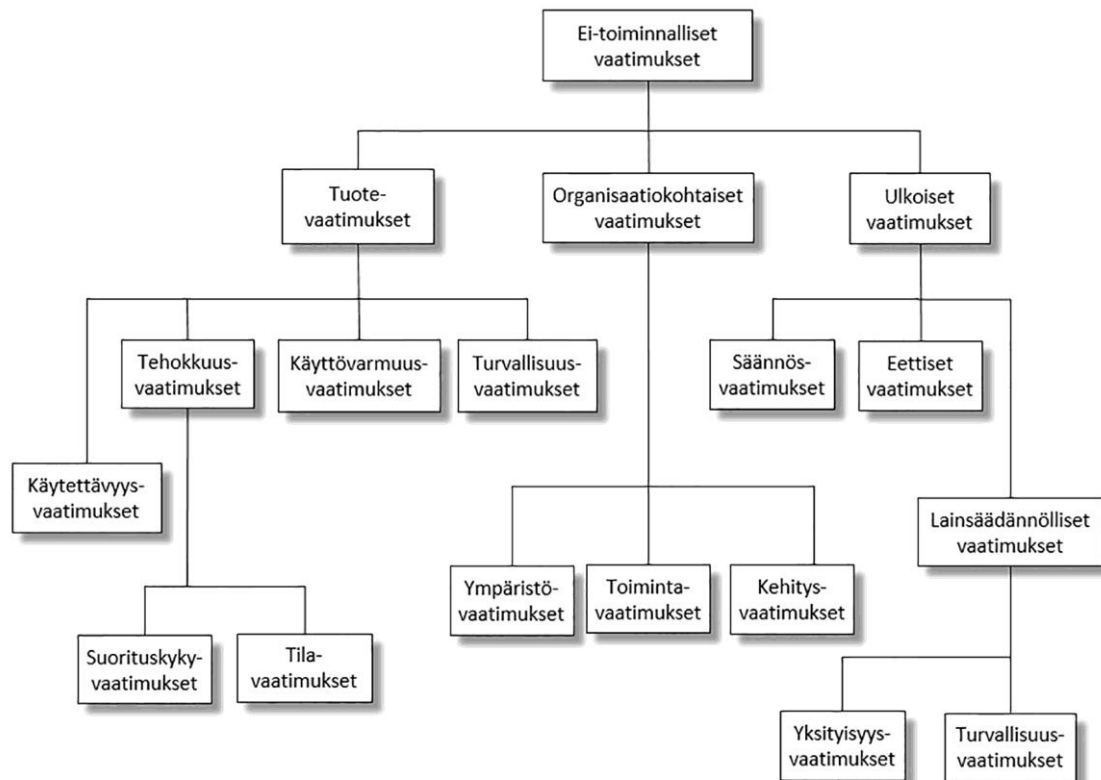 Ei-toiminnalliset
vaatimukset
Tuote-
vaatimukset
Organisaatiokohtaiset
vaatimukset
Ulkoiset
vaatimukset
Tehokkuus-
vaatimukset
Käyttövarmuus-
vaatimukset
Turvallisuus-
vaatimukset
Säännös-
vaatimukset
Eettiset
vaatimukset
Käytettävyys-
vaatimukset
Lainsäädännölliset
vaatimukset
Ympäristö-
vaatimukset
Toiminta-
vaatimukset
Kehitys-
vaatimukset
Suorituskyky-
vaatimukset
Tila-
vaatimukset
Yksityisyys-
vaatimukset
Turvallisuus-
vaatimukset